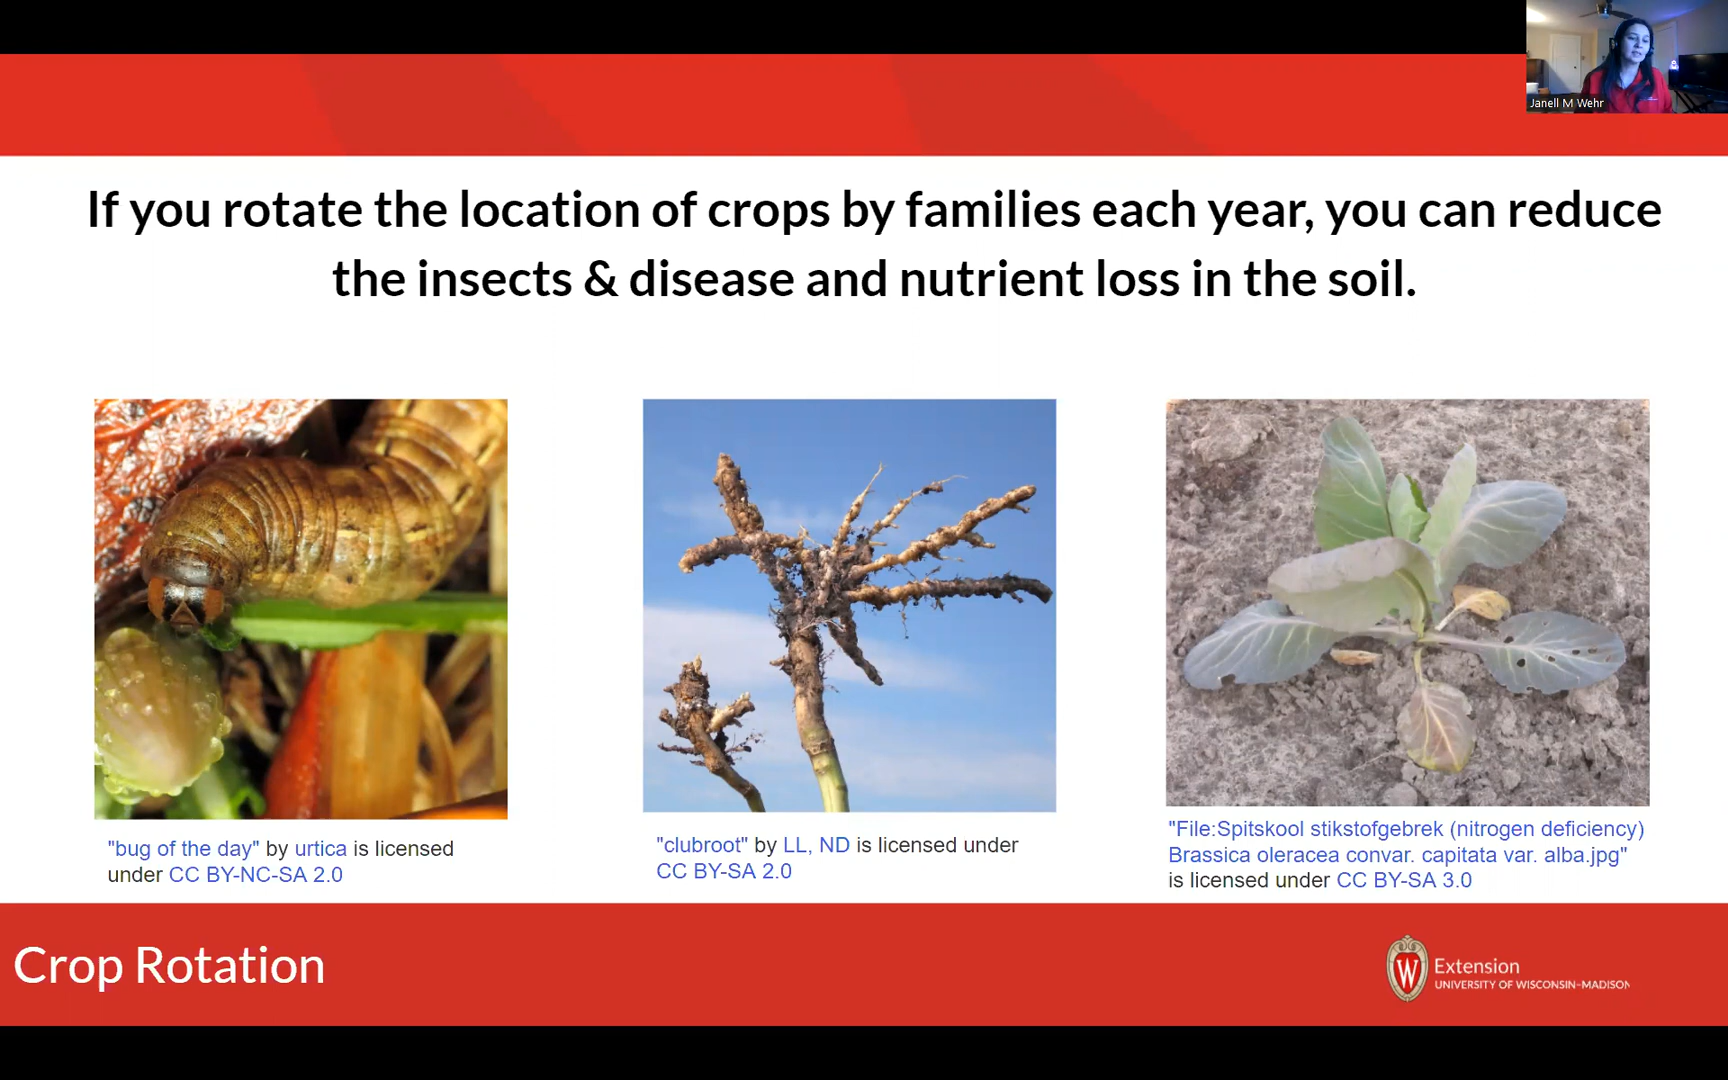 Janell M Wehr
If you rotate the location of crops by families each year, you can reduce
the insects & disease and nutrient loss in the soil.
"bug of the day" by urtica is licensed
under CC BY-NC-SA 2.0
"clubroot" by LL, ND is licensed under
CC BY-SA 2.0
"File:Spitskool stikstofgebrek (nitrogen deficiency)
Brassica oleracea convar. capitata var. alba.jpg"
is licensed under CC BY-SA 3.0
Crop Rotation
W
Extension
UNIVERSITY OF WISCONSIN-MADISON